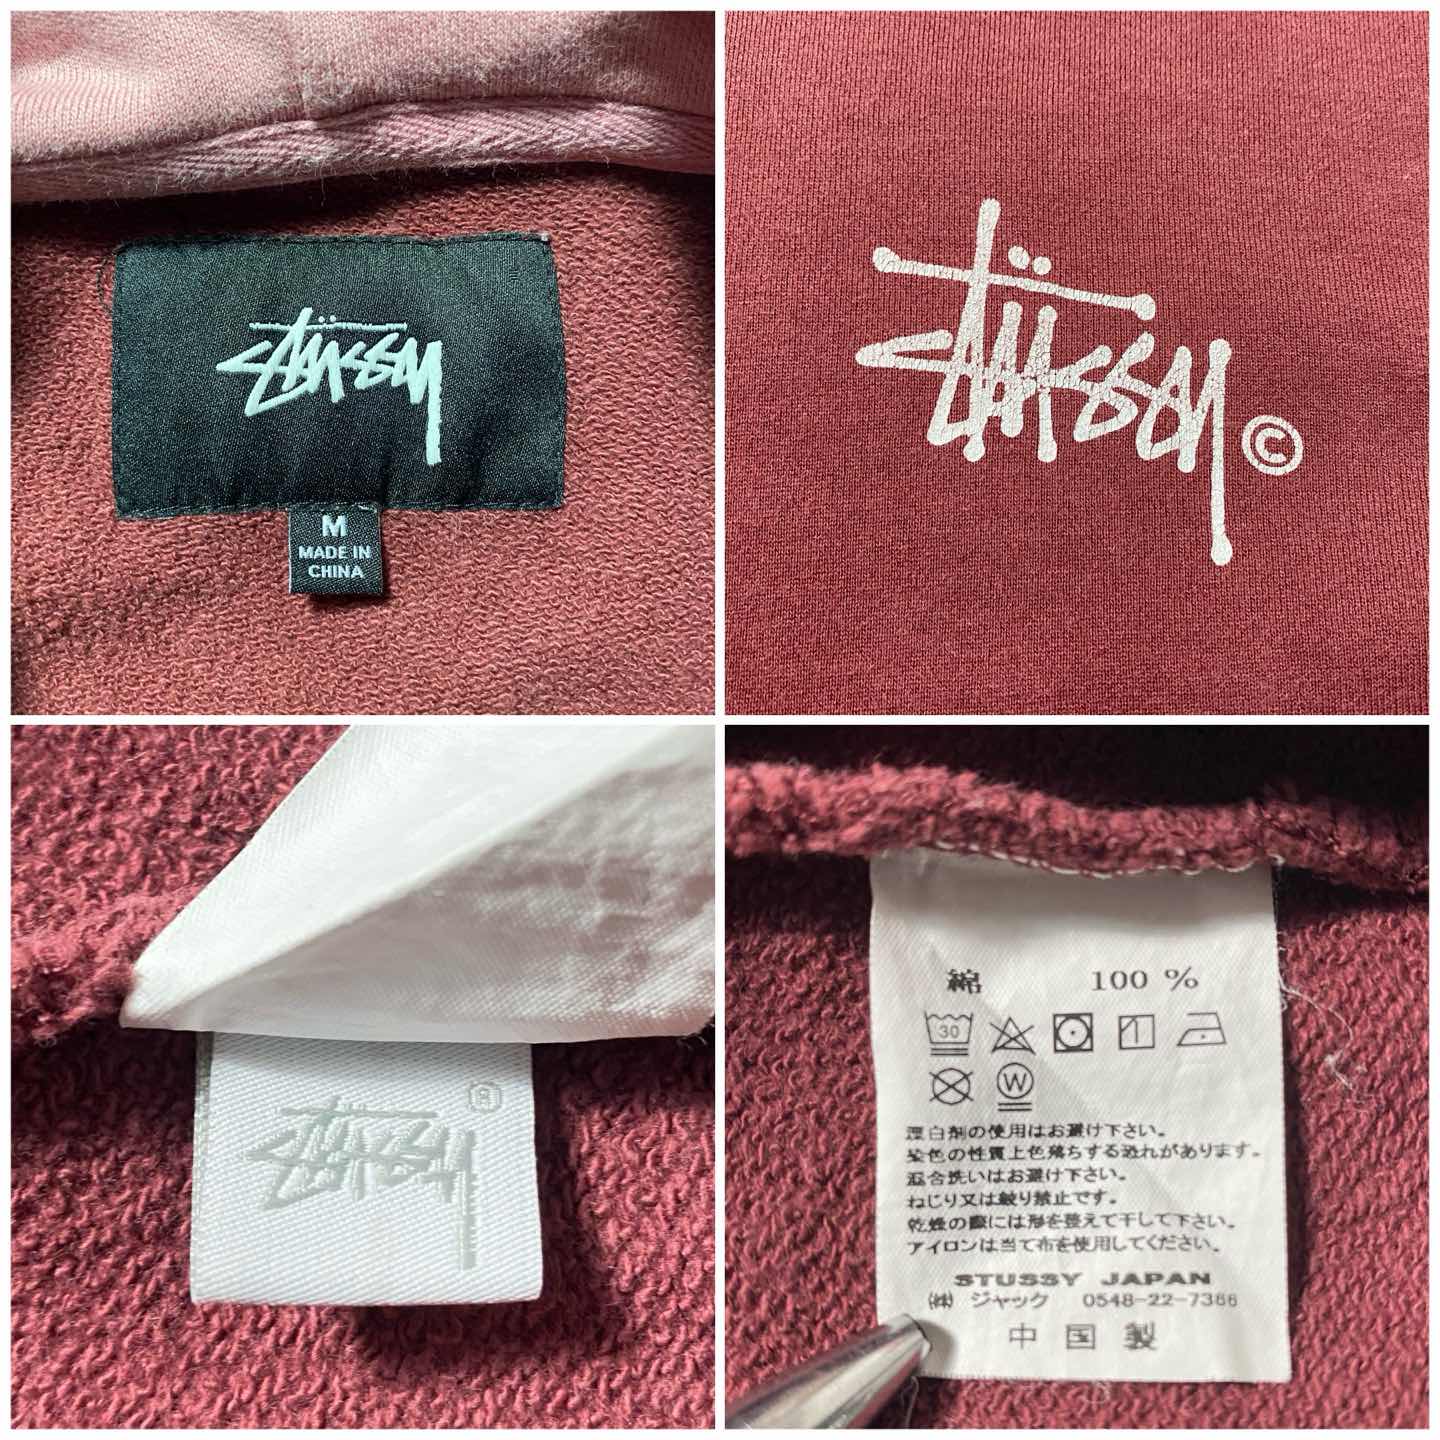 Stüssy
M
MADE IN
CHINA
Stüssy ©
Stüssy ®
綿 100 %
30
W
漂白剤の使用はお避け下さい。
染色の性質上色落ちする恐れがあります。
混合洗いはお避け下さい。
ねじり又は絞り禁止です。
乾燥の際には形を整えて干して下さい。
アイロンは当て布を使用してください。
STUSSY JAPAN
㈱ ジャック 0548-22-7366
中国製